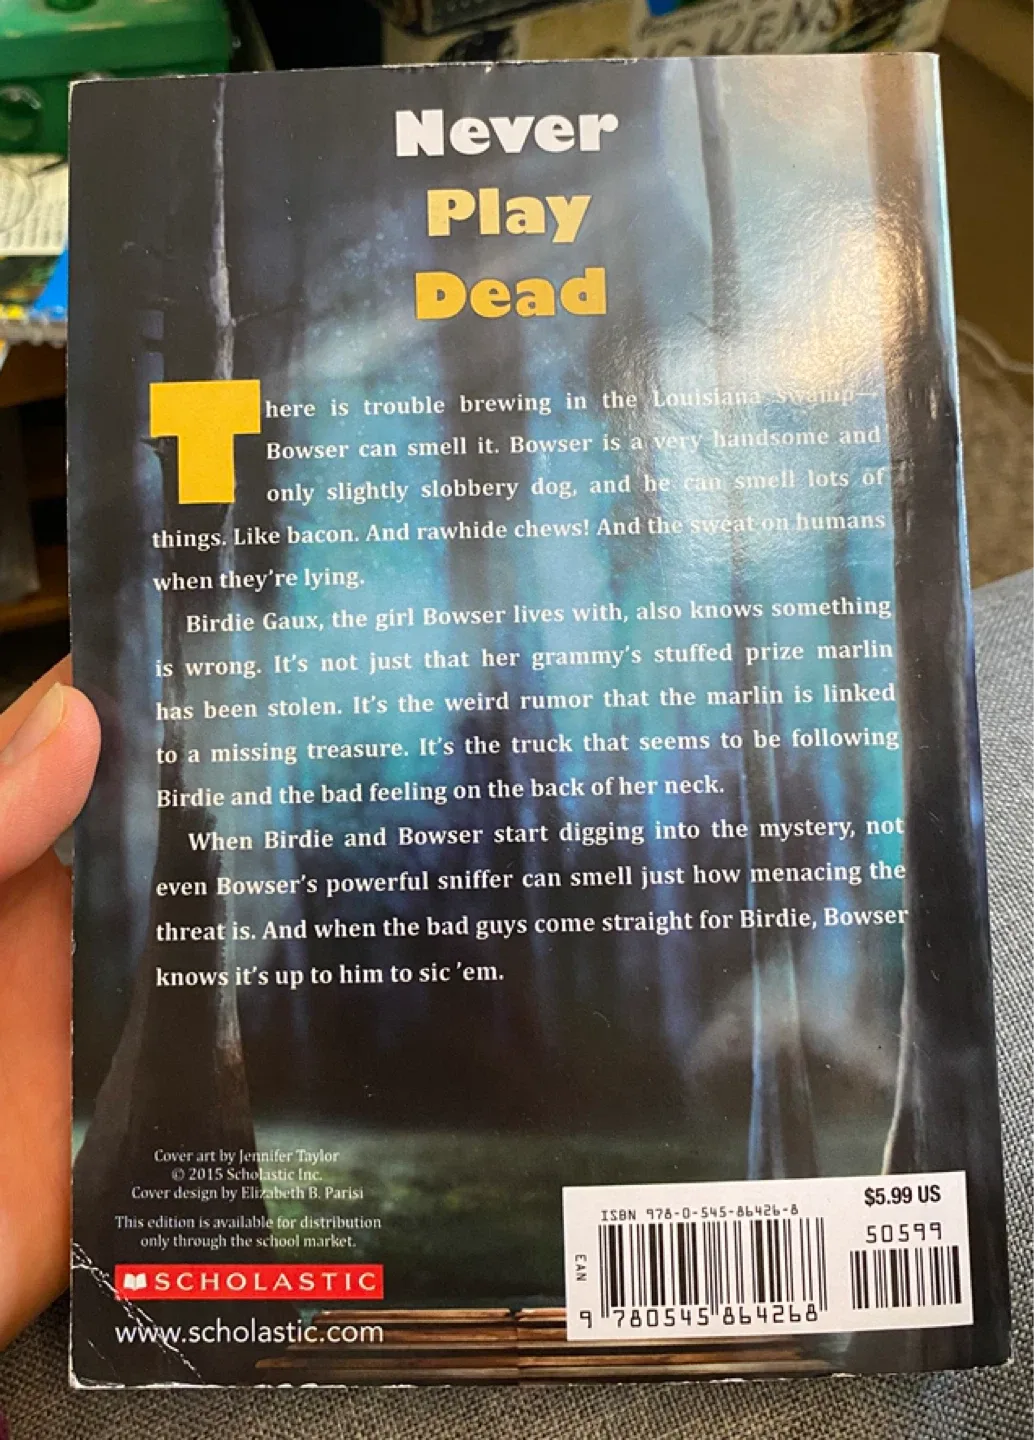 Never
Play
Dead
There is trouble brewing in the Louisiana swamp—
Bowser can smell it. Bowser is a very handsome and
only slightly slobbery dog, and he can smell lots of
things. Like bacon. And rawhide chews! And the sweat on humans
when they're lying.
Birdie Gaux, the girl Bowser lives with, also knows something
is wrong. It's not just that her grammy's stuffed prize marlin
has been stolen. It's the weird rumor that the marlin is linked
to a missing treasure. It's the truck that seems to be following
Birdie and the bad feeling on the back of her neck.
When Birdie and Bowser start digging into the mystery, not
even Bowser's powerful sniffer can smell just how menacing the
threat is. And when the bad guys come straight for Birdie, Bowser
knows it's up to him to sic 'em.
Cover art by Jennifer Taylor
© 2015 Scholastic Inc.
Cover design by Elizabeth B. Parisi
This edition is available for distribution
only through the school market.
SCHOLASTIC
www.scholastic.com
$5.99 US
ISBN 978-0-545-86426-8
50599
EAN
9 780545 864268